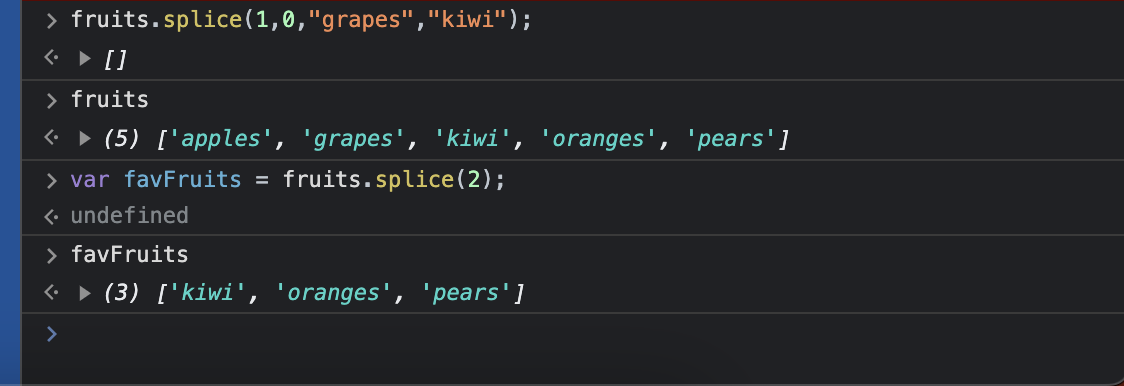 > fruits.splice(1,0,"grapes","kiwi");
[]
> fruits
(5) ['apples', 'grapes', 'kiwi', 'oranges', 'pears']
> var favFruits = fruits.splice(2);
undefined
> favFruits
(3) ['kiwi', 'oranges', 'pears']
>